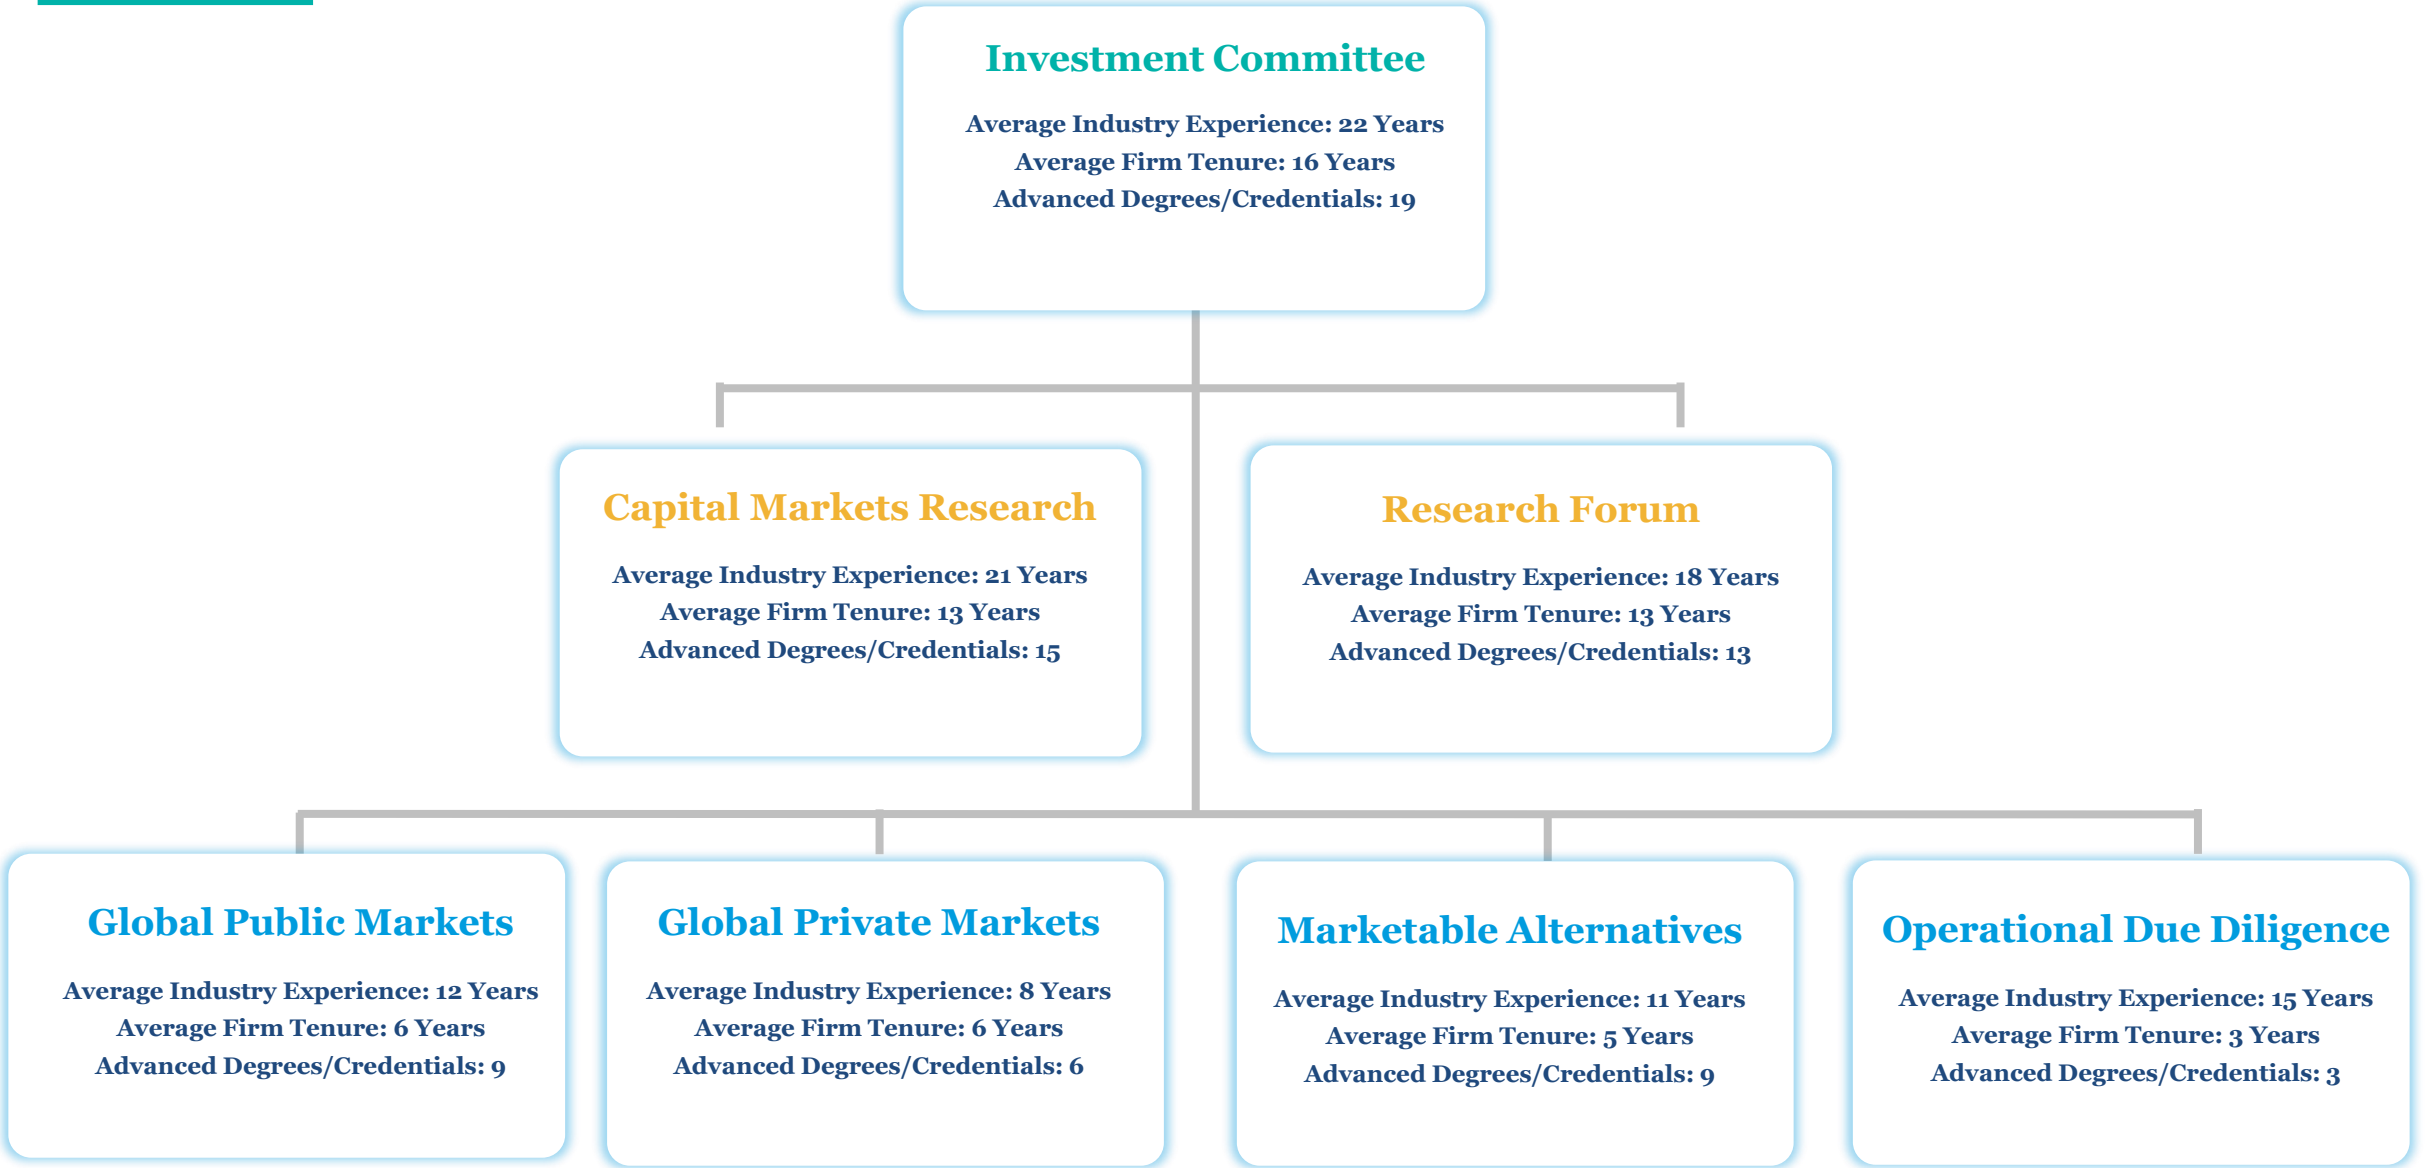 Investment Committee
Average Industry Experience: 22 Years
Average Firm Tenure: 16 Years
Advanced Degrees/Credentials: 19
Capital Markets Research
Average Industry Experience: 21 Years
Average Firm Tenure: 13 Years
Advanced Degrees/Credentials: 15
Research Forum
Average Industry Experience: 18 Years
Average Firm Tenure: 13 Years
Advanced Degrees/Credentials: 13
Global Public Markets
Average Industry Experience: 12 Years
Average Firm Tenure: 6 Years
Advanced Degrees/Credentials: 9
Global Private Markets
Average Industry Experience: 8 Years
Average Firm Tenure: 6 Years
Advanced Degrees/Credentials: 6
Marketable Alternatives
Average Industry Experience: 11 Years
Average Firm Tenure: 5 Years
Advanced Degrees/Credentials: 9
Operational Due Diligence
Average Industry Experience: 15 Years
Average Firm Tenure: 3 Years
Advanced Degrees/Credentials: 3